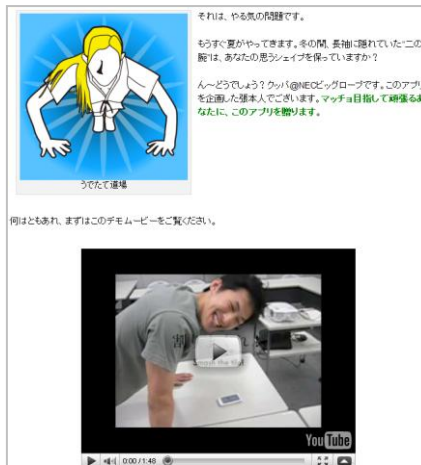 それは、やる気の問題です。
もうすぐ夏がやってきます。冬の間、長袖に隠れていた“二の
腕”は、あなたの思うシェイプを保っていますか？
ん～どうでしょう？クッパ@NECビッグローブです。このアプリ
を企画した張本人でございます。マッチョ目指して頑張るあ
なたに、このアプリを贈ります。
うでたて道場
何はともあれ、まずはこのデモムービーをご覧ください。
YouTube
0:00 / 1:48